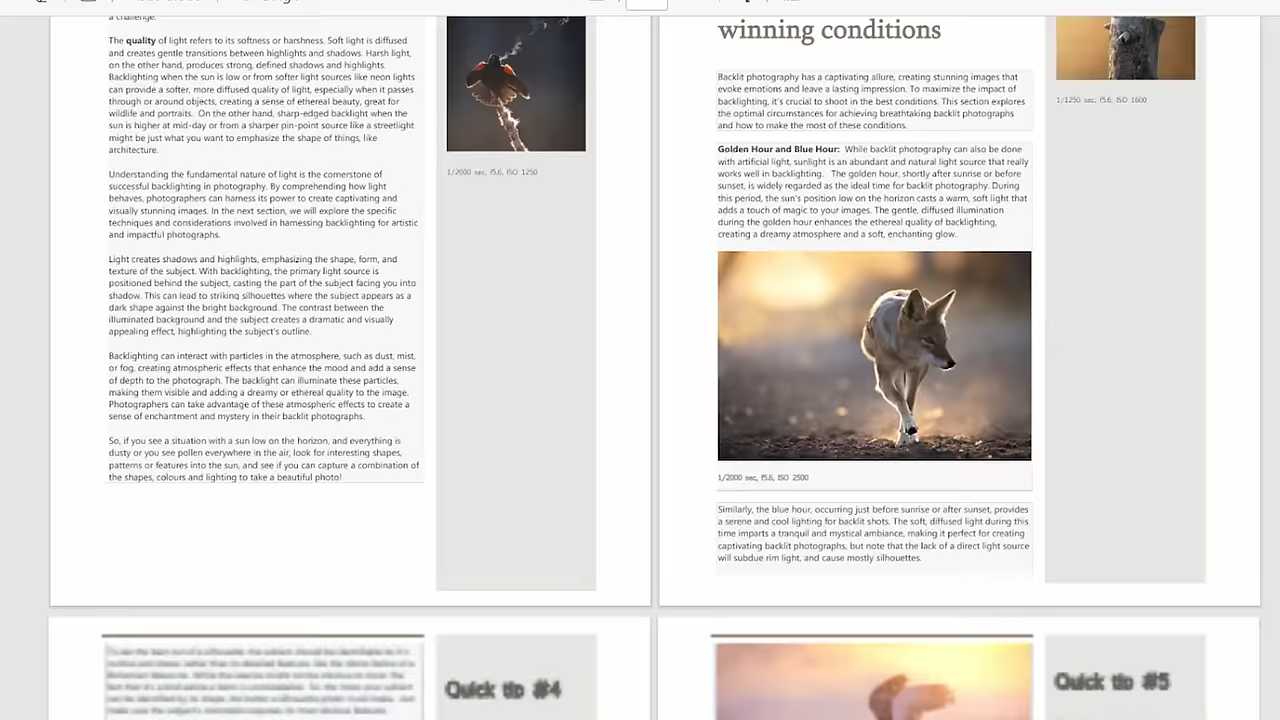 a challenge.
The quality of light refers to its softness or harshness. Soft light is diffused
and creates gentle transitions between highlights and shadows. Harsh light,
on the other hand, produces strong, defined shadows and highlights.
Backlighting when the sun is low or from softer light sources like neon lights
can provide a softer, more diffused quality of light, especially when it passes
through or around objects, creating a sense of ethereal beauty, great for
wildlife and portraits. On the other hand, sharp-edged backlight when the
sun is higher at mid-day or from a sharper pin-point source like a streetlight
might be just what you want to emphasize the shape of things, like
architecture.
Understanding the fundamental nature of light is the cornerstone of
successful backlighting in photography. By comprehending how light
behaves, photographers can harness its power to create captivating and
visually stunning images. In the next section, we will explore the specific
techniques and considerations involved in harnessing backlighting for artistic
and impactful photographs.
Light creates shadows and highlights, emphasizing the shape, form, and
texture of the subject. With backlighting, the primary light source is
positioned behind the subject, casting the part of the subject facing you into
shadow. This can lead to striking silhouettes where the subject appears as a
dark shape against the bright background. The contrast between the
illuminated background and the subject creates a dramatic and visually
appealing effect, highlighting the subject's outline.
Backlighting can interact with particles in the atmosphere, such as dust, mist,
or fog, creating atmospheric effects that enhance the mood and add a sense
of depth to the photograph. The backlight can illuminate these particles,
making them visible and adding a dreamy or ethereal quality to the image.
Photographers can take advantage of these atmospheric effects to create a
sense of enchantment and mystery in their backlit photographs.
So, if you see a situation with a sun low on the horizon, and everything is
dusty or you see pollen everywhere in the air, look for interesting shapes,
patterns or features into the sun, and see if you can capture a combination of
the shapes, colours and lighting to take a beautiful photo!
1/2000 sec, f5.6, ISO 1250
winning conditions
Backlit photography has a captivating allure, creating stunning images that
evoke emotions and leave a lasting impression. To maximize the impact of
backlighting, it's crucial to shoot in the best conditions. This section explores
the optimal circumstances for achieving breathtaking backlit photographs
and how to make the most of these conditions.
Golden Hour and Blue Hour: While backlit photography can also be done
with artificial light, sunlight is an abundant and natural light source that really
works well in backlighting. The golden hour, shortly after sunrise or before
sunset, is widely regarded as the ideal time for backlit photography. During
this period, the sun's position low on the horizon casts a warm, soft light that
adds a touch of magic to your images. The gentle, diffused illumination
during the golden hour enhances the ethereal quality of backlighting,
creating a dreamy atmosphere and a soft, enchanting glow.
1/2000 sec, f5.6, ISO 2500
Similarly, the blue hour, occurring just before sunrise or after sunset, provides
a serene and cool lighting for backlit shots. The soft, diffused light during this
time imparts a tranquil and mystical ambiance, making it perfect for creating
captivating backlit photographs, but note that the lack of a direct light source
will subdue rim light, and cause mostly silhouettes.
1/1250 sec, f5.6, ISO 1600
Quick tip #4
Quick tip #5